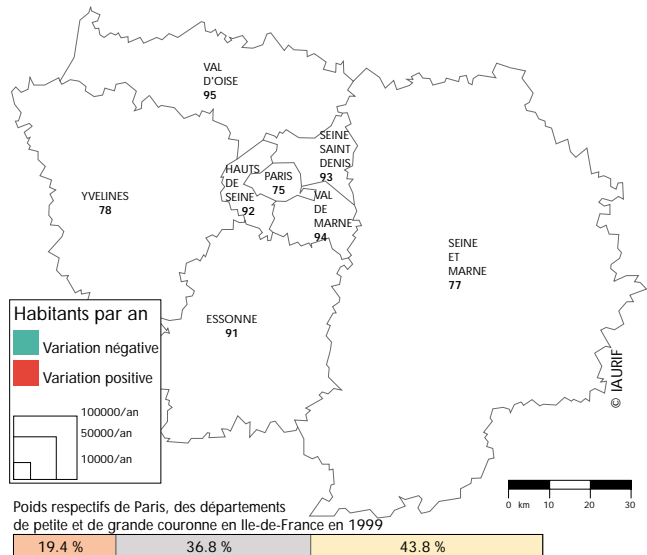 VAL
D'OISE
95
SEINE
SAINT
DENIS
93
HAUTS
DE
SEINE
92
PARIS
75
VAL
DE
MARNE
94
YVELINES
78
SEINE
ET
MARNE
77
ESSONNE
91
Habitants par an
Variation négative
Variation positive
100000/an
50000/an
10000/an
© IAURIF
0 km 10 20 30
Poids respectifs de Paris, des départements
de petite et de grande couronne en Ile-de-France en 1999
19.4 % 36.8 % 43.8 %